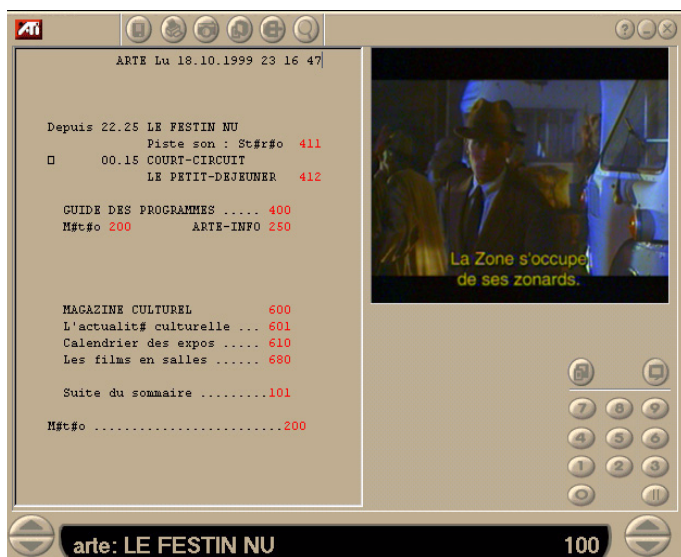 ATI
ARTE Lu 18.10.1999 23 16 47
Depuis 22.25 LE FESTIN NU
Piste son : St#r#o 411
00.15 COURT-CIRCUIT
LE PETIT-DEJEUNER 412
GUIDE DES PROGRAMMES ..... 400
M#t#o 200 ARTE-INFO 250
MAGAZINE CULTUREL 600
L'actualit# culturelle ... 601
Calendrier des expos ..... 610
Les films en salles ...... 680
Suite du sommaire .........101
M#t#o .........................200
La Zone s'occupe
de ses zonards.
7 8 9
4 5 6
1 2 3
0
arte: LE FESTIN NU 100